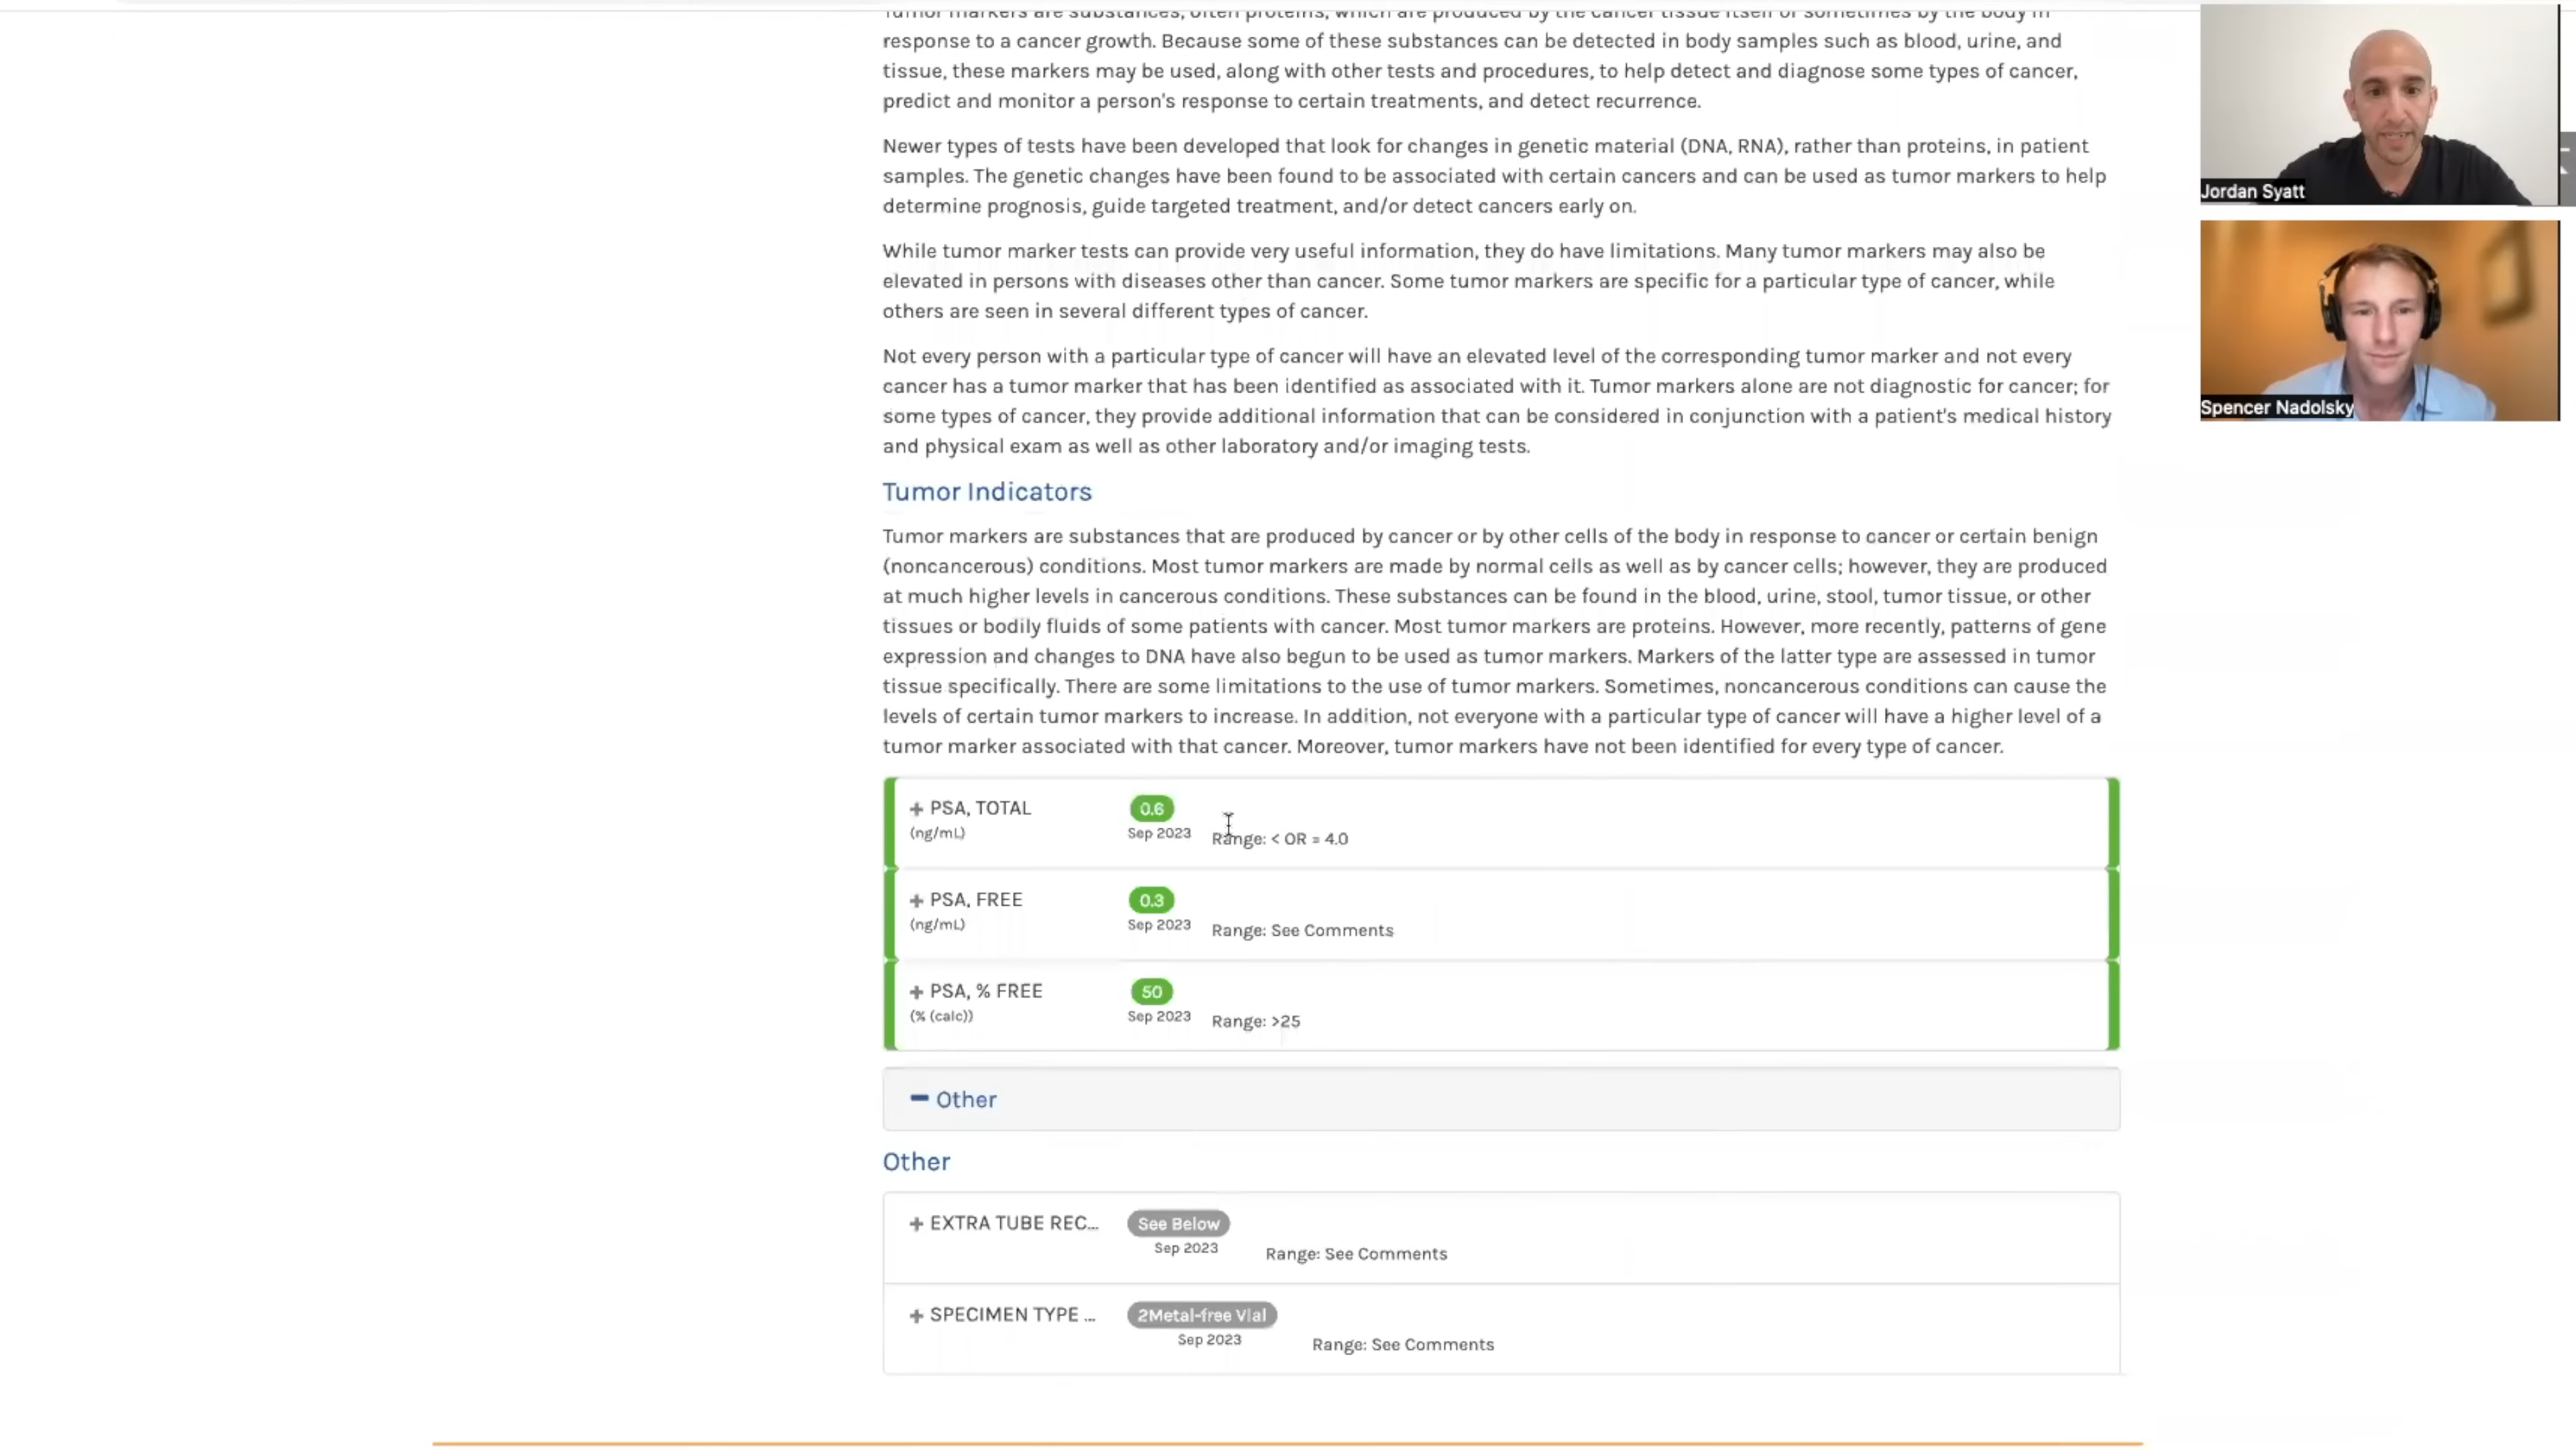 Tumor markers are substances, often proteins, which are produced by the cancer tissue itself or sometimes by the body in
response to a cancer growth. Because some of these substances can be detected in body samples such as blood, urine, and
tissue, these markers may be used, along with other tests and procedures, to help detect and diagnose some types of cancer,
predict and monitor a person's response to certain treatments, and detect recurrence.
Newer types of tests have been developed that look for changes in genetic material (DNA, RNA), rather than proteins, in patient
samples. The genetic changes have been found to be associated with certain cancers and can be used as tumor markers to help
determine prognosis, guide targeted treatment, and/or detect cancers early on.
While tumor marker tests can provide very useful information, they do have limitations. Many tumor markers may also be
elevated in persons with diseases other than cancer. Some tumor markers are specific for a particular type of cancer, while
others are seen in several different types of cancer.
Not every person with a particular type of cancer will have an elevated level of the corresponding tumor marker and not every
cancer has a tumor marker that has been identified as associated with it. Tumor markers alone are not diagnostic for cancer; for
some types of cancer, they provide additional information that can be considered in conjunction with a patient's medical history
and physical exam as well as other laboratory and/or imaging tests.
Tumor Indicators
Tumor markers are substances that are produced by cancer or by other cells of the body in response to cancer or certain benign
(noncancerous) conditions. Most tumor markers are made by normal cells as well as by cancer cells; however, they are produced
at much higher levels in cancerous conditions. These substances can be found in the blood, urine, stool, tumor tissue, or other
tissues or bodily fluids of some patients with cancer. Most tumor markers are proteins. However, more recently, patterns of gene
expression and changes to DNA have also begun to be used as tumor markers. Markers of the latter type are assessed in tumor
tissue specifically. There are some limitations to the use of tumor markers. Sometimes, noncancerous conditions can cause the
levels of certain tumor markers to increase. In addition, not everyone with a particular type of cancer will have a higher level of a
tumor marker associated with that cancer. Moreover, tumor markers have not been identified for every type of cancer.
+ PSA, TOTAL 0.6
(ng/mL) Sep 2023 Range: < OR = 4.0
+ PSA, FREE 0.3
(ng/mL) Sep 2023 Range: See Comments
+ PSA, % FREE 50
(% (calc)) Sep 2023 Range: >25
Other
Other
+ EXTRA TUBE REC... See Below
Sep 2023 Range: See Comments
+ SPECIMEN TYPE ... 2Metal-free Vial
Sep 2023 Range: See Comments
Jordan Syatt
Spencer Nadolsky